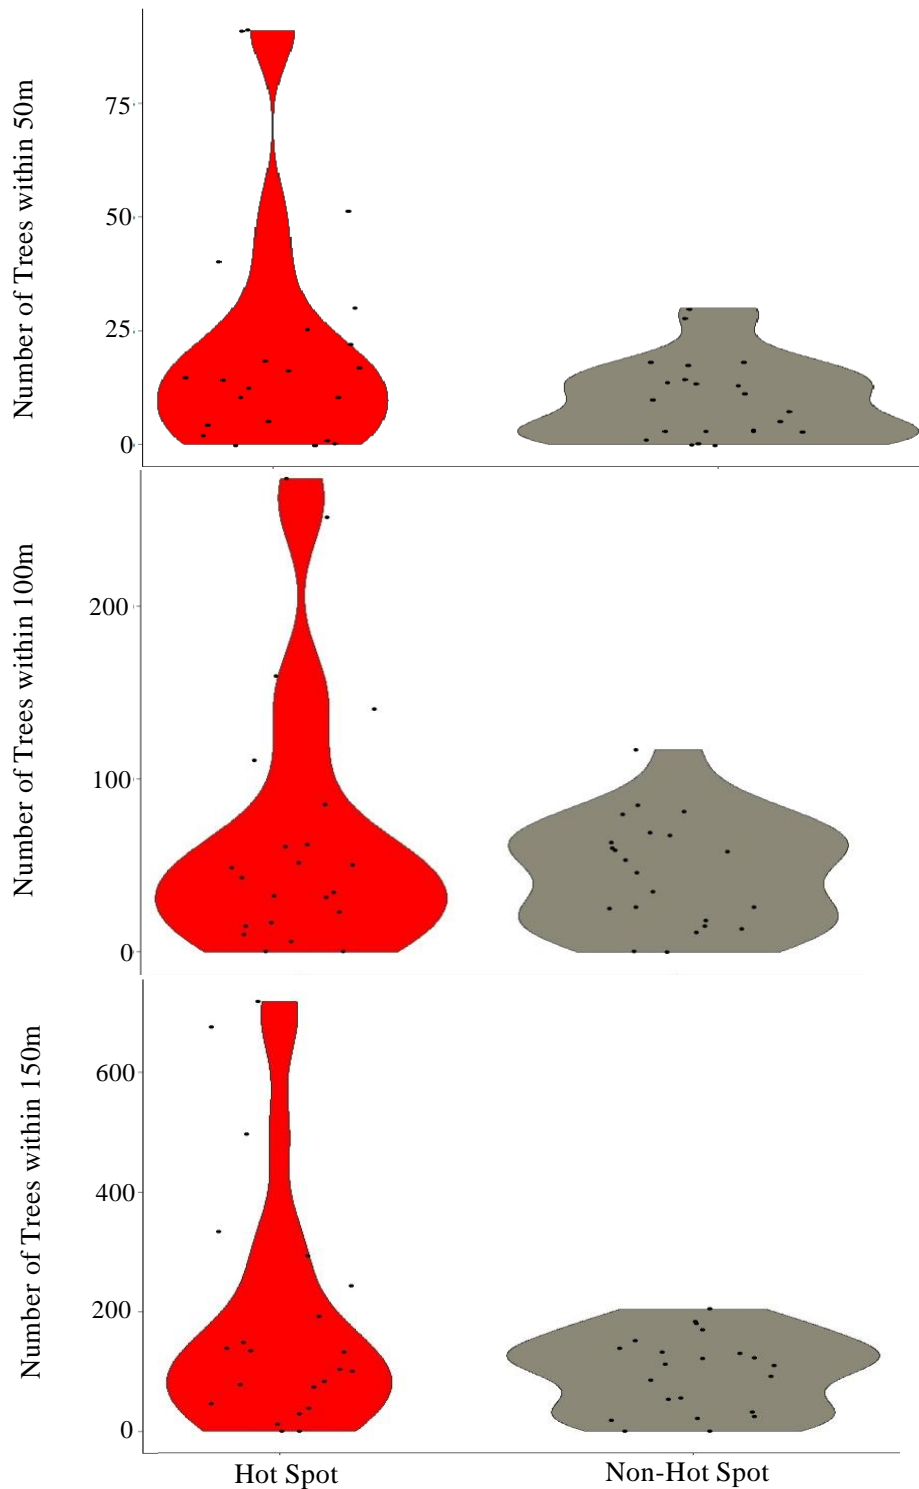 Number of Trees within 50m
75
50
25
0
Number of Trees within 100m
200
100
0
Number of Trees within 150m
600
400
200
0
Hot Spot
Non-Hot Spot